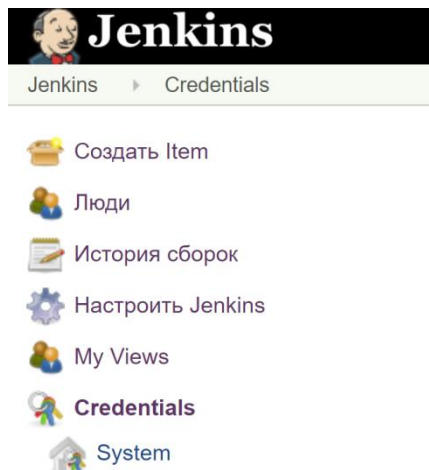 Jenkins
Jenkins Credentials
Создать Item
Люди
История сборок
Настроить Jenkins
My Views
Credentials
System